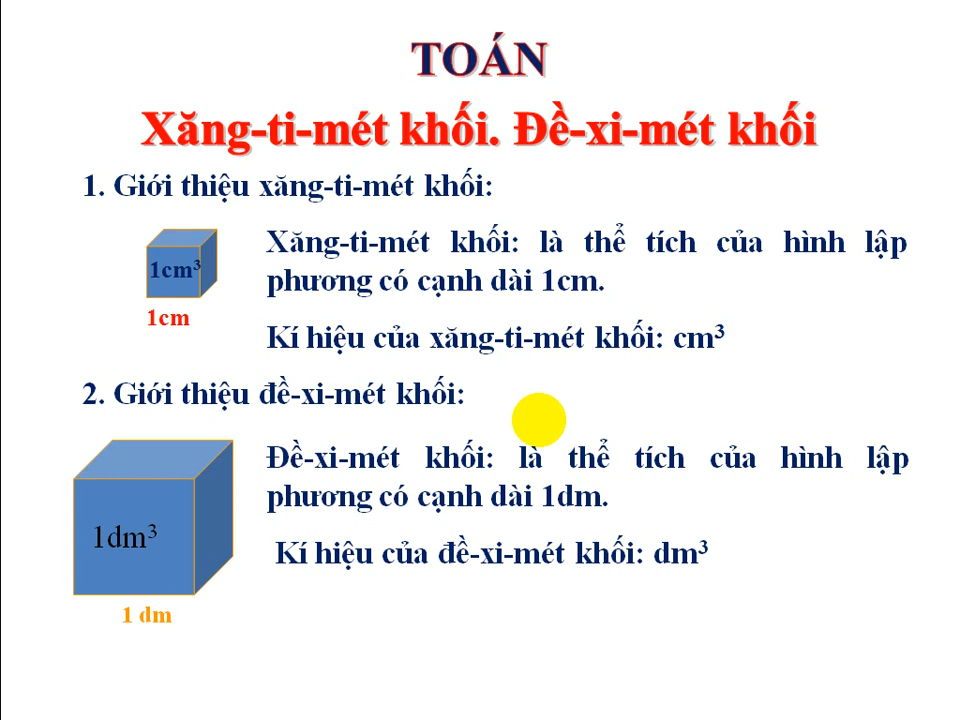 TOÁN
Xăng-ti-mét khối. Đề-xi-mét khối
1. Giới thiệu xăng-ti-mét khối:
1cm³
1cm
Xăng-ti-mét khối: là thể tích của hình lập
phương có cạnh dài 1cm.
Kí hiệu của xăng-ti-mét khối: cm³
2. Giới thiệu đề-xi-mét khối:
1dm³
1 dm
Đề-xi-mét khối: là thể tích của hình lập
phương có cạnh dài 1dm.
Kí hiệu của đề-xi-mét khối: dm³